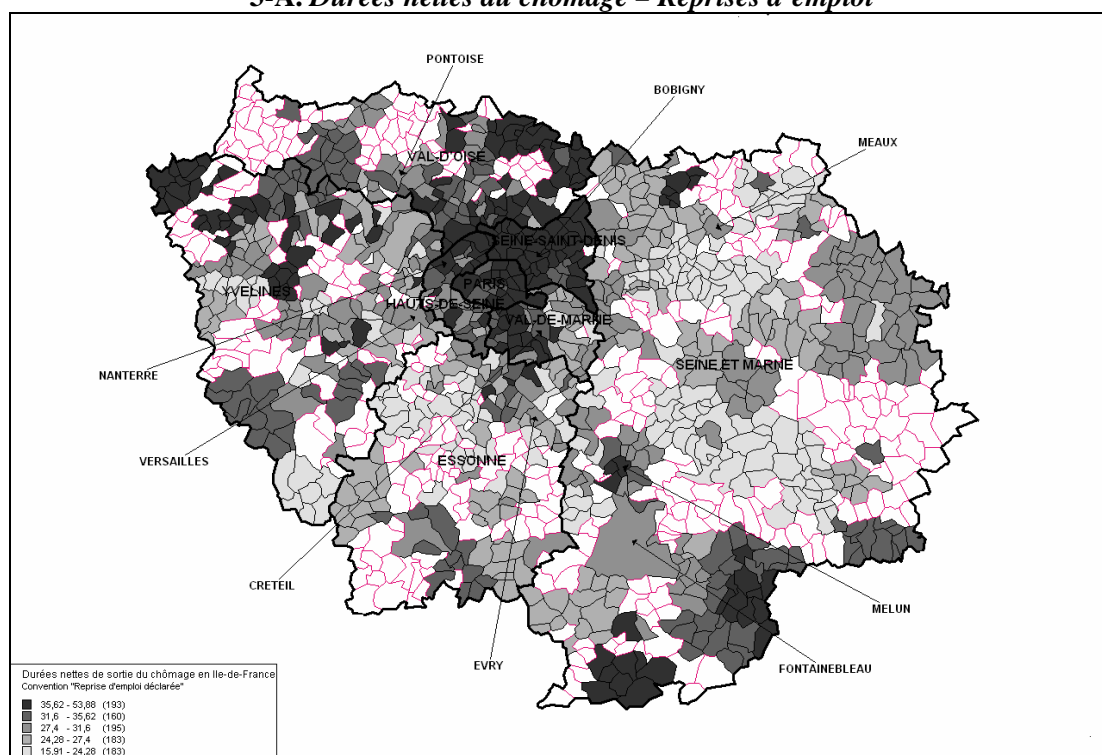 3-A. Durées nettes du chômage – Reprises d'emploi
PONTOISE
BOBIGNY
MEAUX
VAL-D'OISE
SEINE-SAINT-DENIS
PARIS
YVELINES
HAUTS-DE-SEINE
VAL-DE-MARNE
SEINE ET MARNE
NANTERRE
VERSAILLES
ESSONNE
CRETEIL
MELUN
EVRY
FONTAINEBLEAU
Durées nettes de sortie du chômage en Ile-de-France
Convention "Reprise d'emploi déclarée"
35,62 - 53,88 (193)
31,6 - 35,62 (160)
27,4 - 31,6 (195)
24,28 - 27,4 (183)
15,91 - 24,28 (183)